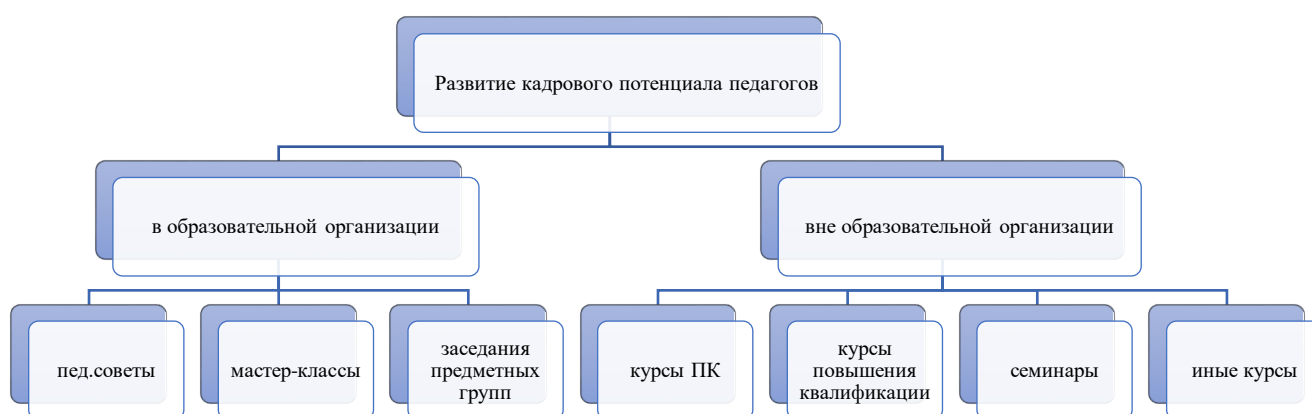 Развитие кадрового потенциала педагогов
в образовательной организации
вне образовательной организации
пед.советы
мастер-классы
заседания
предметных
групп
курсы ПК
курсы
повышения
квалификации
семинары
иные курсы